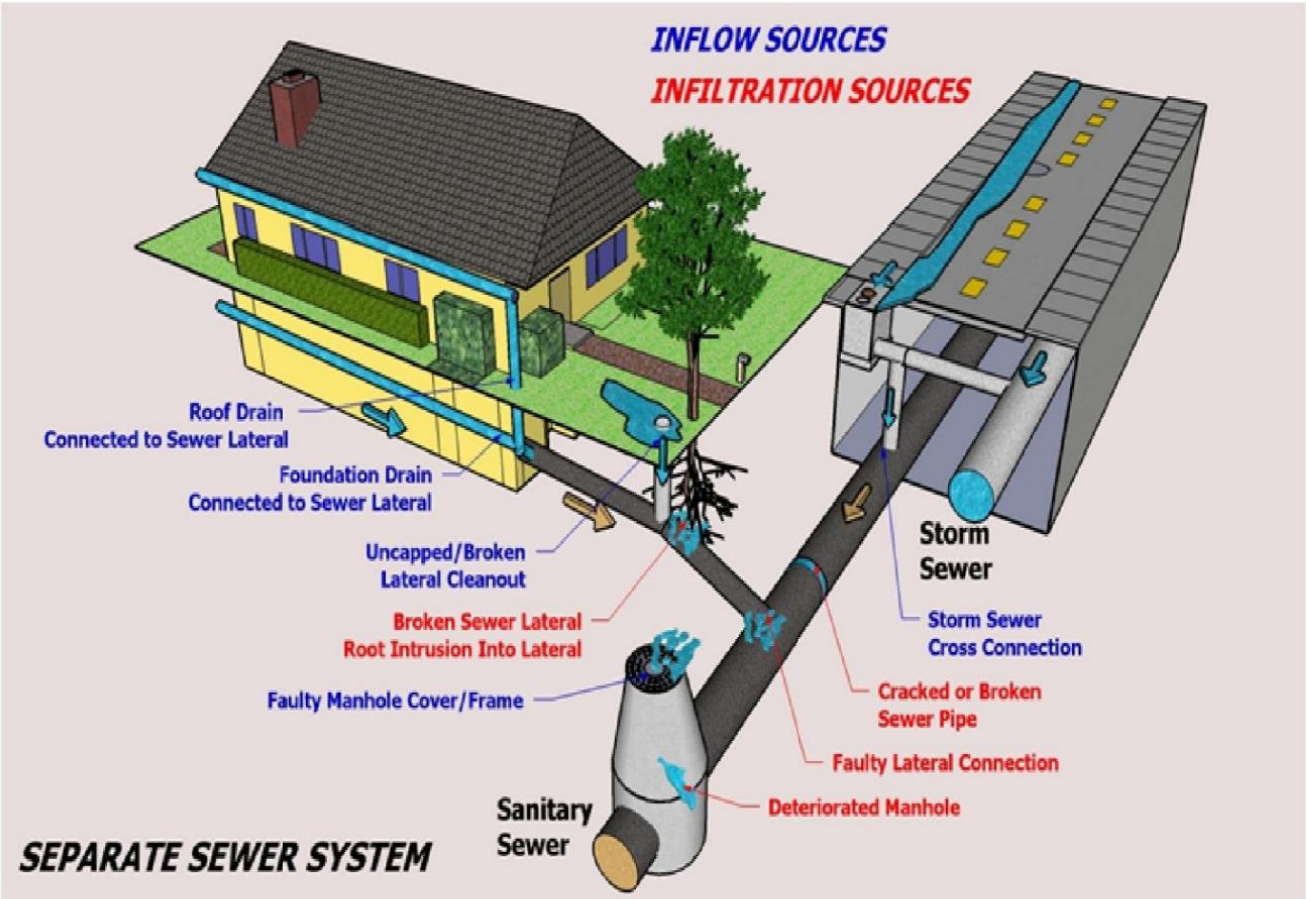 INFLOW SOURCES
INFILTRATION SOURCES
Roof Drain
Connected to Sewer Lateral
Foundation Drain
Connected to Sewer Lateral
Uncapped/Broken
Lateral Cleanout
Broken Sewer Lateral
Root Intrusion Into Lateral
Faulty Manhole Cover/Frame
Storm
Sewer
Storm Sewer
Cross Connection
Cracked or Broken
Sewer Pipe
Faulty Lateral Connection
Deteriorated Manhole
Sanitary
Sewer
SEPARATE SEWER SYSTEM